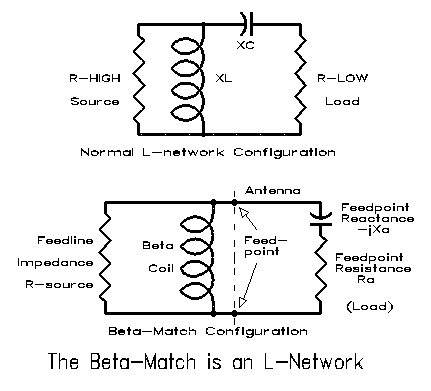 XC
R-HIGH
Source
XL
R-LOW
Load
Normal L-network Configuration
Antenna
Feedline
Impedance
R-source
Beta
Coil
Feed-
point
Feedpoint
Reactance
-jXa
Feedpoint
Resistance
Ra
(Load)
Beta-Match Configuration
The Beta-Match is an L-Network